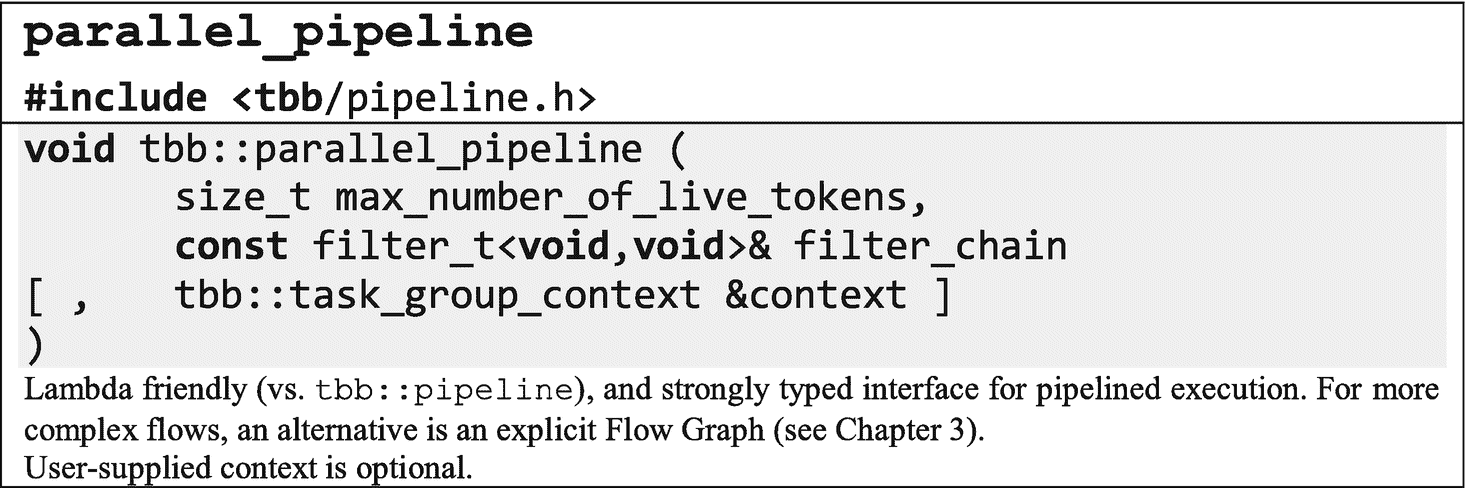 parallel_pipeline
#include <tbb/pipeline.h>
void tbb::parallel_pipeline (
size_t max_number_of_live_tokens,
const filter_t<void,void>& filter_chain
[ , tbb::task_group_context &context ]
)
Lambda friendly (vs. tbb::pipeline), and strongly typed interface for pipelined execution. For more
complex flows, an alternative is an explicit Flow Graph (see Chapter 3).
User-supplied context is optional.